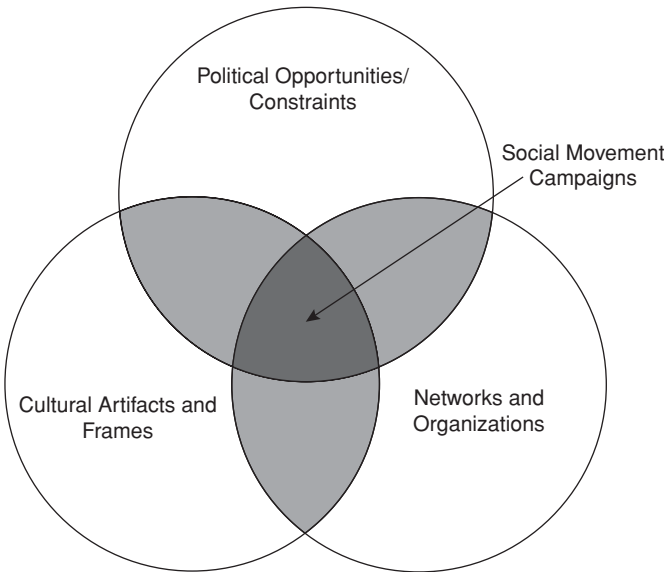 Political Opportunities/
Constraints
Social Movement
Campaigns
Cultural Artifacts and
Frames
Networks and
Organizations